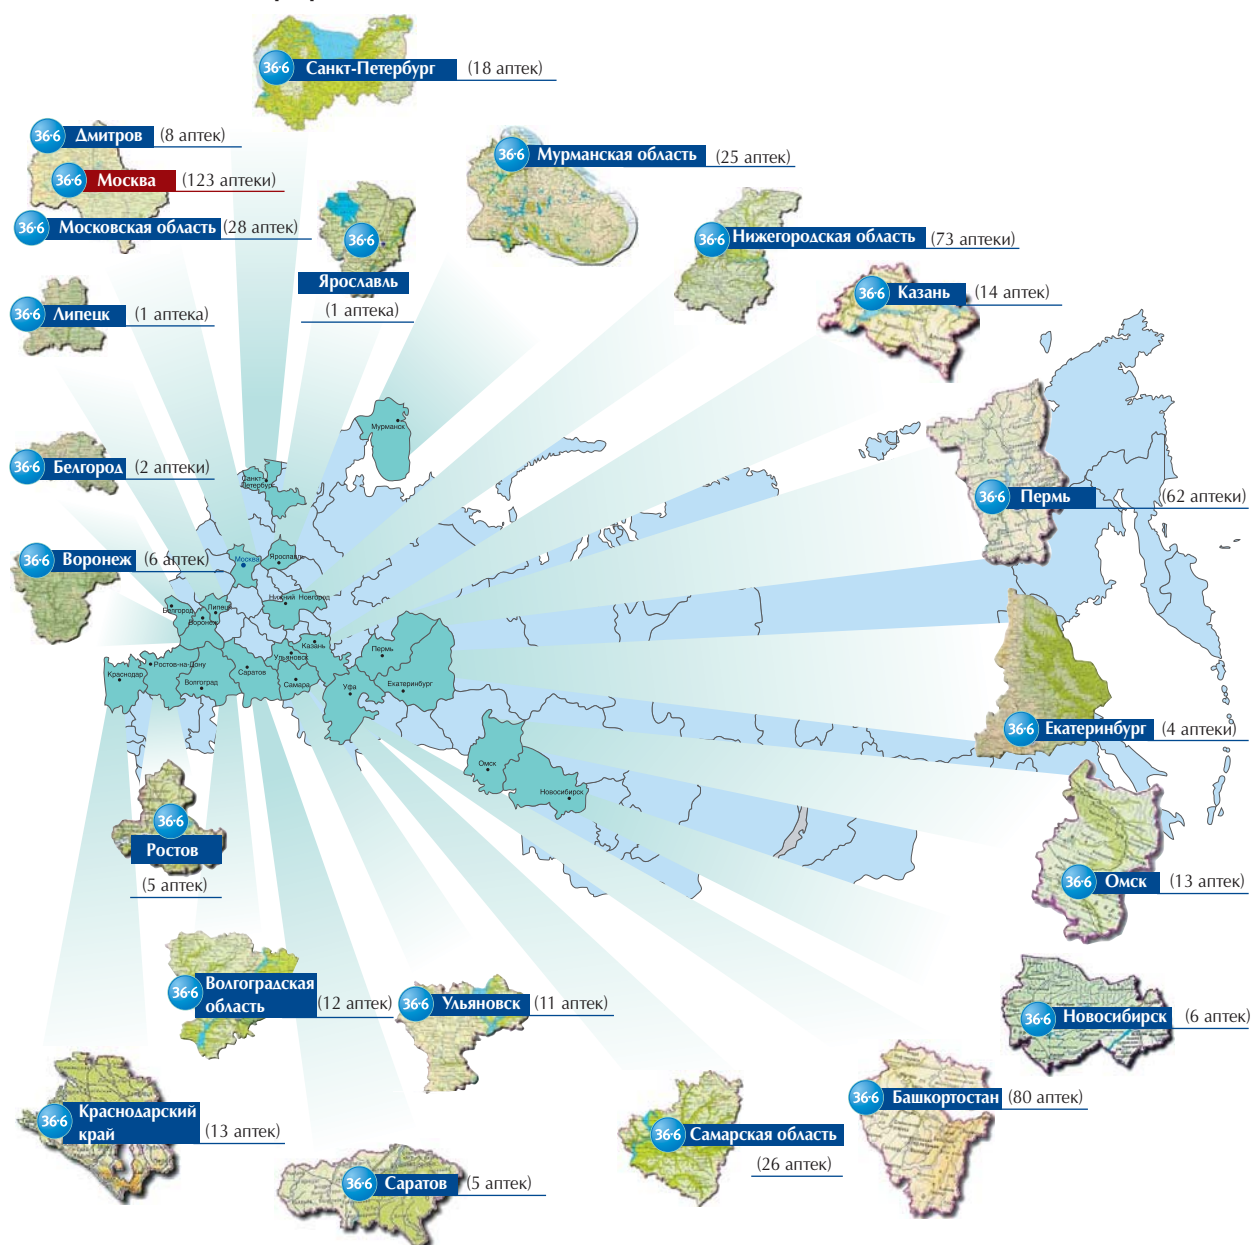 36·6 Санкт-Петербург (18 аптек)
36·6 Дмитров (8 аптек)
36·6 Москва (123 аптеки)
36·6 Московская область (28 аптек)
36·6 Мурманская область (25 аптек)
36·6
Ярославль
(1 аптека)
36·6 Нижегородская область (73 аптеки)
36·6 Казань (14 аптек)
36·6 Липецк (1 аптека)
36·6 Белгород (2 аптеки)
36·6 Воронеж (6 аптек)
36·6 Пермь (62 аптеки)
36·6 Екатеринбург (4 аптеки)
36·6 Омск (13 аптек)
36·6 Новосибирск (6 аптек)
Мурманск
Санкт-
Петербург
Москва
Ярославль
Нижний Новгород
Белгород
Липецк
Воронеж
Казань
Ульяновск
Пермь
Ростов-на-Дону
Краснодар
Волгоград
Саратов
Самара
Уфа
Екатеринбург
Омск
Новосибирск
36·6
Ростов
(5 аптек)
36·6 Волгоградская
область (12 аптек)
36·6 Ульяновск (11 аптек)
36·6 Краснодарский
край (13 аптек)
36·6 Саратов (5 аптек)
36·6 Самарская область
(26 аптек)
36·6 Башкортостан (80 аптек)